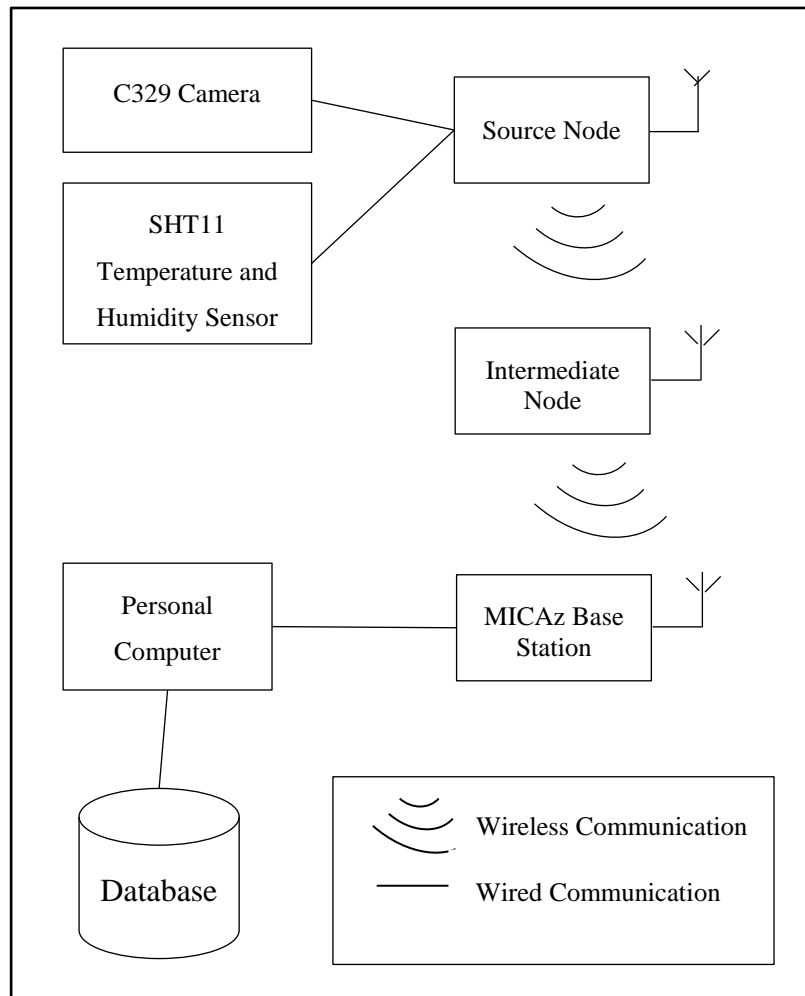 C329 Camera
Source Node
SHT11
Temperature and
Humidity Sensor
Intermediate
Node
Personal
Computer
MICAz Base
Station
Database
Wireless Communication
Wired Communication